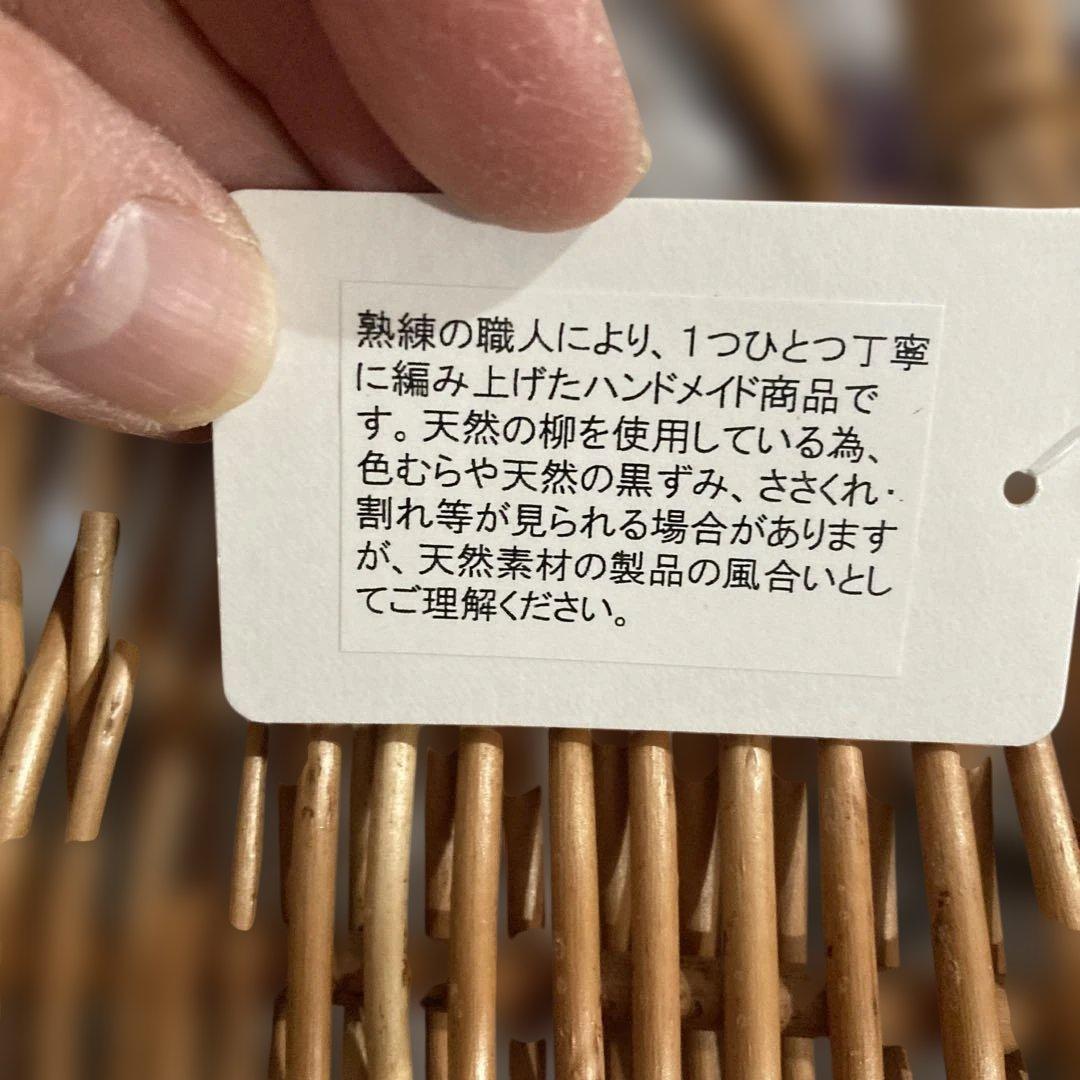 熟練の職人により、１つひとつ丁寧
に編み上げたハンドメイド商品で
す。天然の柳を使用している為、
色むらや天然の黒ずみ、ささくれ・
割れ等が見られる場合があります
が、天然素材の製品の風合いとし
てご理解ください。